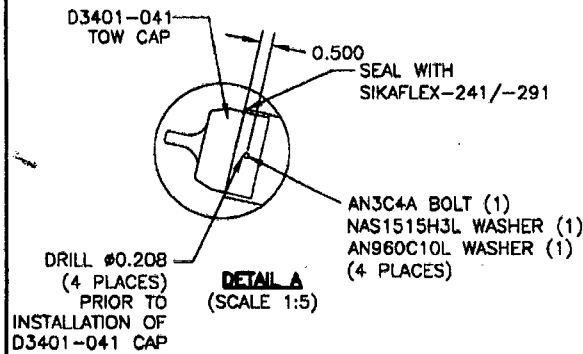 D3401-041
TOW CAP
0.500
SEAL WITH
SIKAFLEX-241/-291
AN3C4A BOLT (1)
NAS1515H3L WASHER (1)
AN960C10L WASHER (1)
(4 PLACES)
DRILL ø0.208
(4 PLACES)
PRIOR TO
INSTALLATION OF
D3401-041 CAP
DETAIL A
(SCALE 1:5)